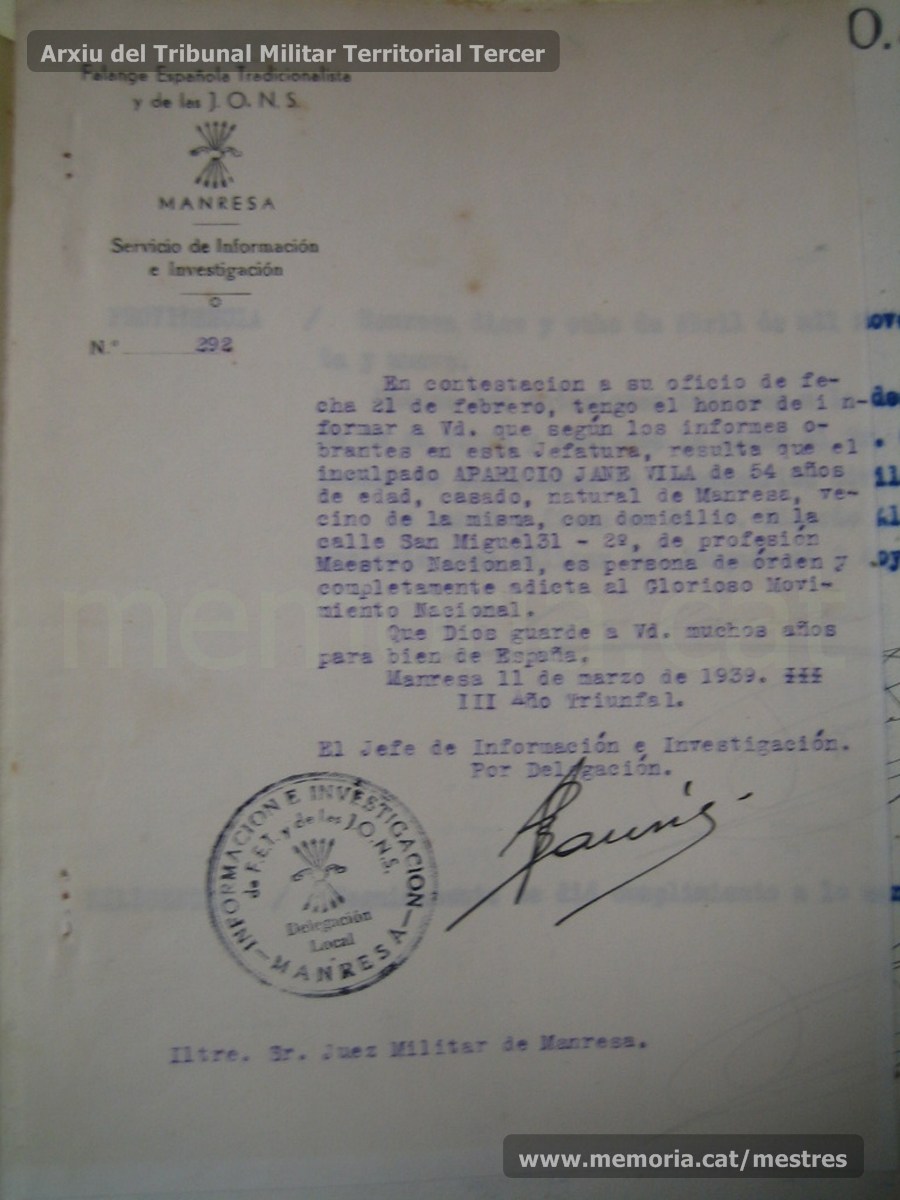 Arxiu del Tribunal Militar Territorial Tercer
O.
Falange Española Tradicionalista
y de las J. O. N. S.
MANRESA
Servicio de Información
e Investigación
N.º 292
En contestacion a su oficio de fe-
cha 21 de febrero, tengo el honor de i n-
formar a Vd. que según los informes o-
brantes en esta Jefatura, resulta que el
inculpado APARICIO JANE VILA de 54 años
de edad, casado, natural de Manresa, ve-
cino de la misma, con domicilio en la
calle San Miguel31 - 2º, de profesión
Maestro Nacional, es persona de órden y
completamente adicta al Glorioso Movi-
miento Nacional.
Que Dios guarde a Vd. muchos años
para bien de España.
Manresa 11 de marzo de 1939. III
III Año Triunfal.
El Jefe de Información e Investigación.
Por Delegación.
INFORMACION E INVESTIGACION
de F.E.T. y de las J.O.N.S.
Delegación
Local
MANRESA
Iltre. Sr. Juez Militar de Manresa.
memoria.cat
www.memoria.cat/mestres